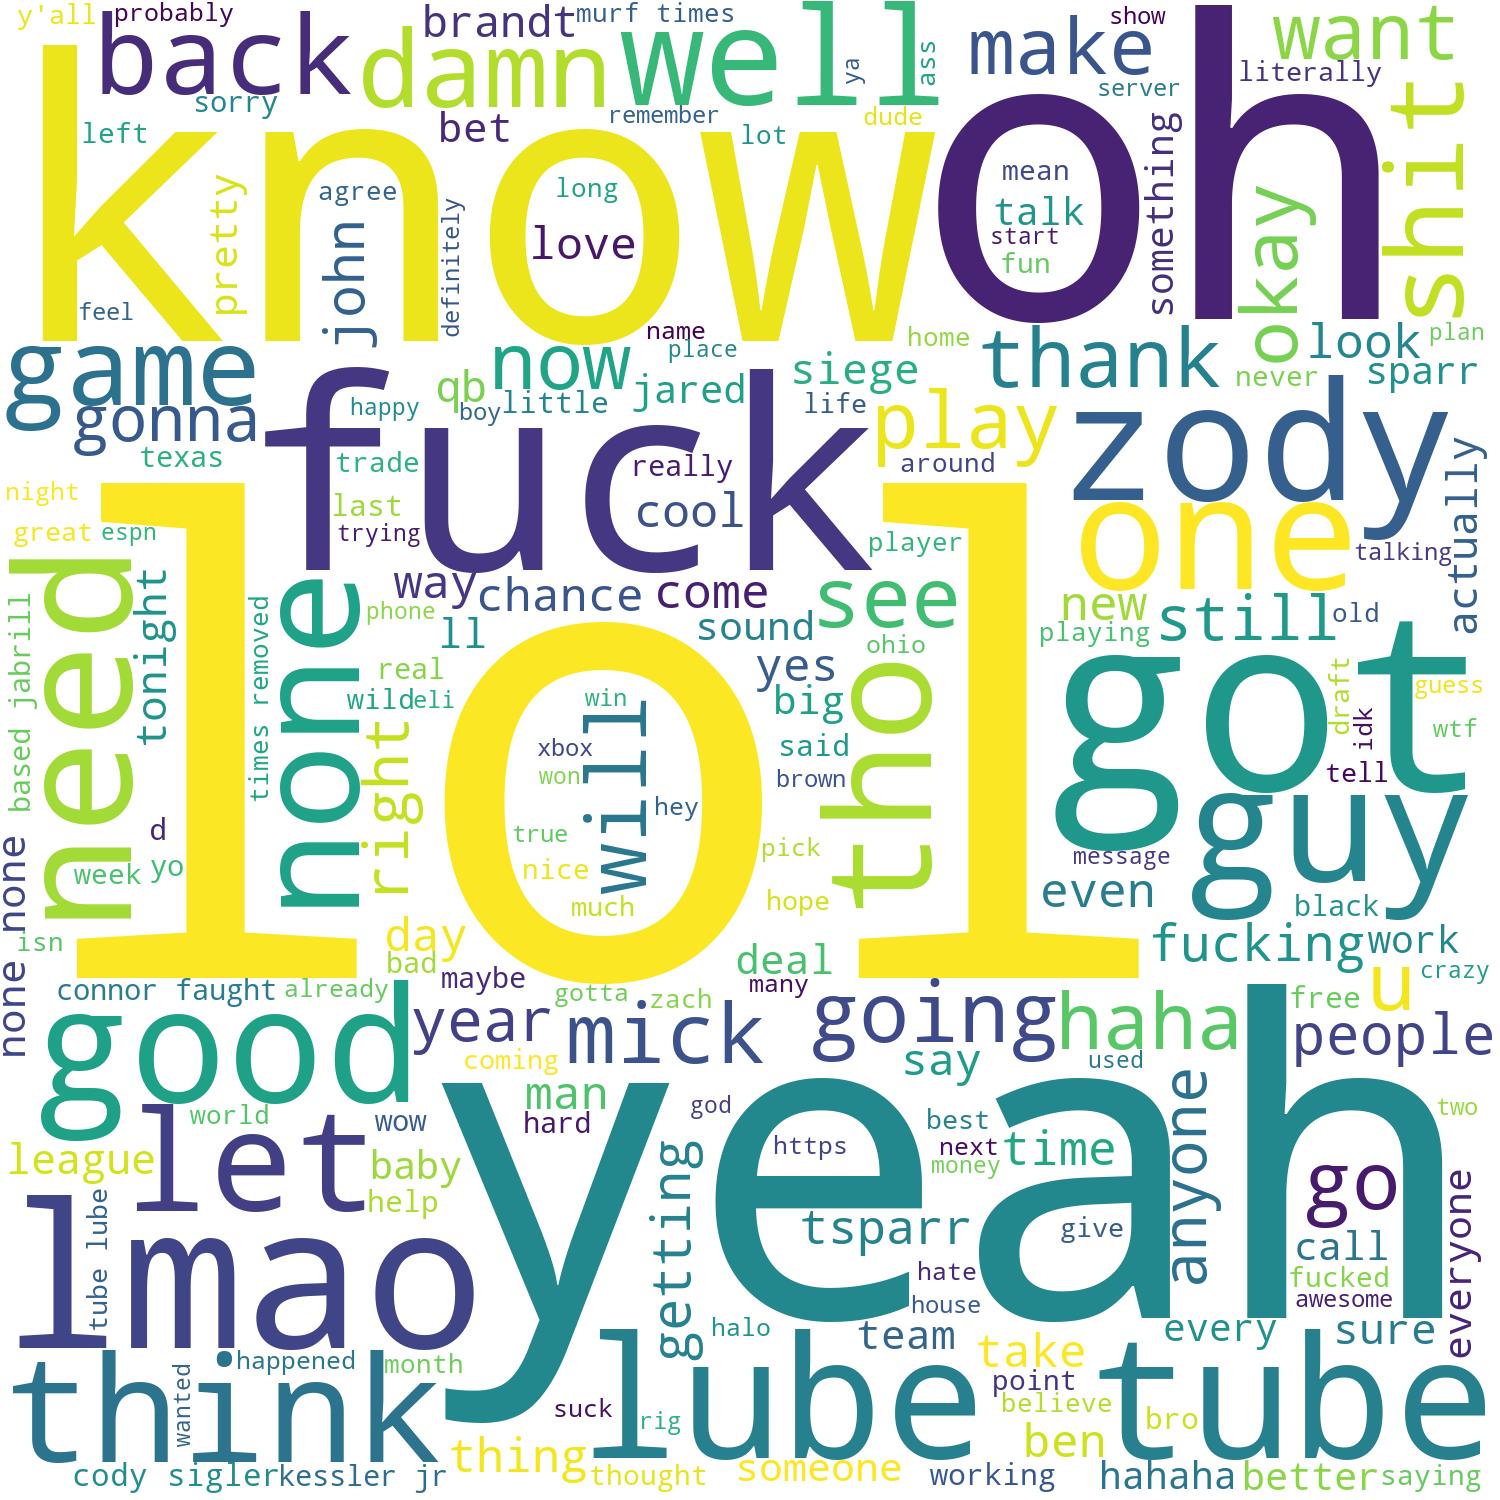 y'all
probably
back
damn
brandt
murf times
well
ya
ass
make
show
server
want
literally
shit
sorry
left
bet
remember
lot
dude
know
oh
pretty
agree
john
definitely
long
love
mean
talk
start
fun
something
okay
feel
name
place
home
thank
look
plan
never
sparr
game
gonna
now
qb
boy
little
jared
siege
life
happy
play
zody
texas
trade
last
trying
fuck
really
cool
around
player
one
actually
talking
night
great
espn
need
based jabrill
tonight
times removed
none
way
chance
come
phone
ll
sound
yes
see
ohio
new
playing
still
old
lol
real
wild
eli
right
win
xbox
won
will
hey
true
nice
much
big
said
brown
tho
pick
hope
got
draft
idk
guess
wtf
tell
guy
message
even
black
none none
d
week
yo
isn
day
bad
maybe
deal
many
fucking
work
u
crazy
connor faught
already
good
year
gotta
zach
mick
going
haha
free
people
coming
man
hard
say
used
god
world
let
wow
league
baby
help
tube lube
lmao
yeah
https
best
next
money
time
anyone
two
go
getting
tsparr
give
call
fucked
awesome
everyone
hate
house
halo
team
every
sure
think
happened
month
wanted
lube
tube
take
point
believe
bro
suck
rig
ben
thing
thought
someone
working
hahaha
better
saying
cody sigler
kessler jr